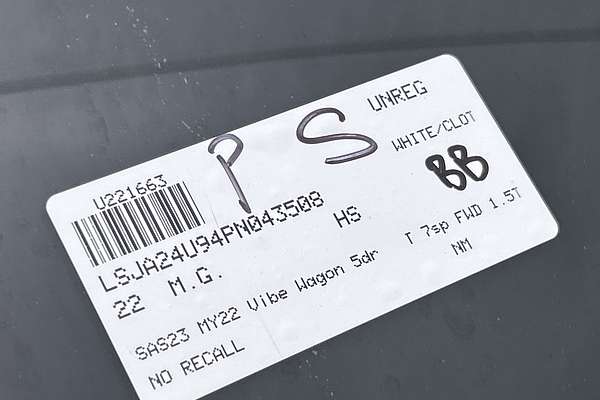 P S UNREG
U221663 WHITE/CLOT
LSJA24U94PN043508 BB
22 M.G. HS
SAS23 MY22 Vibe Wagon 5dr T 7sp FWD 1.5T
NO RECALL NM